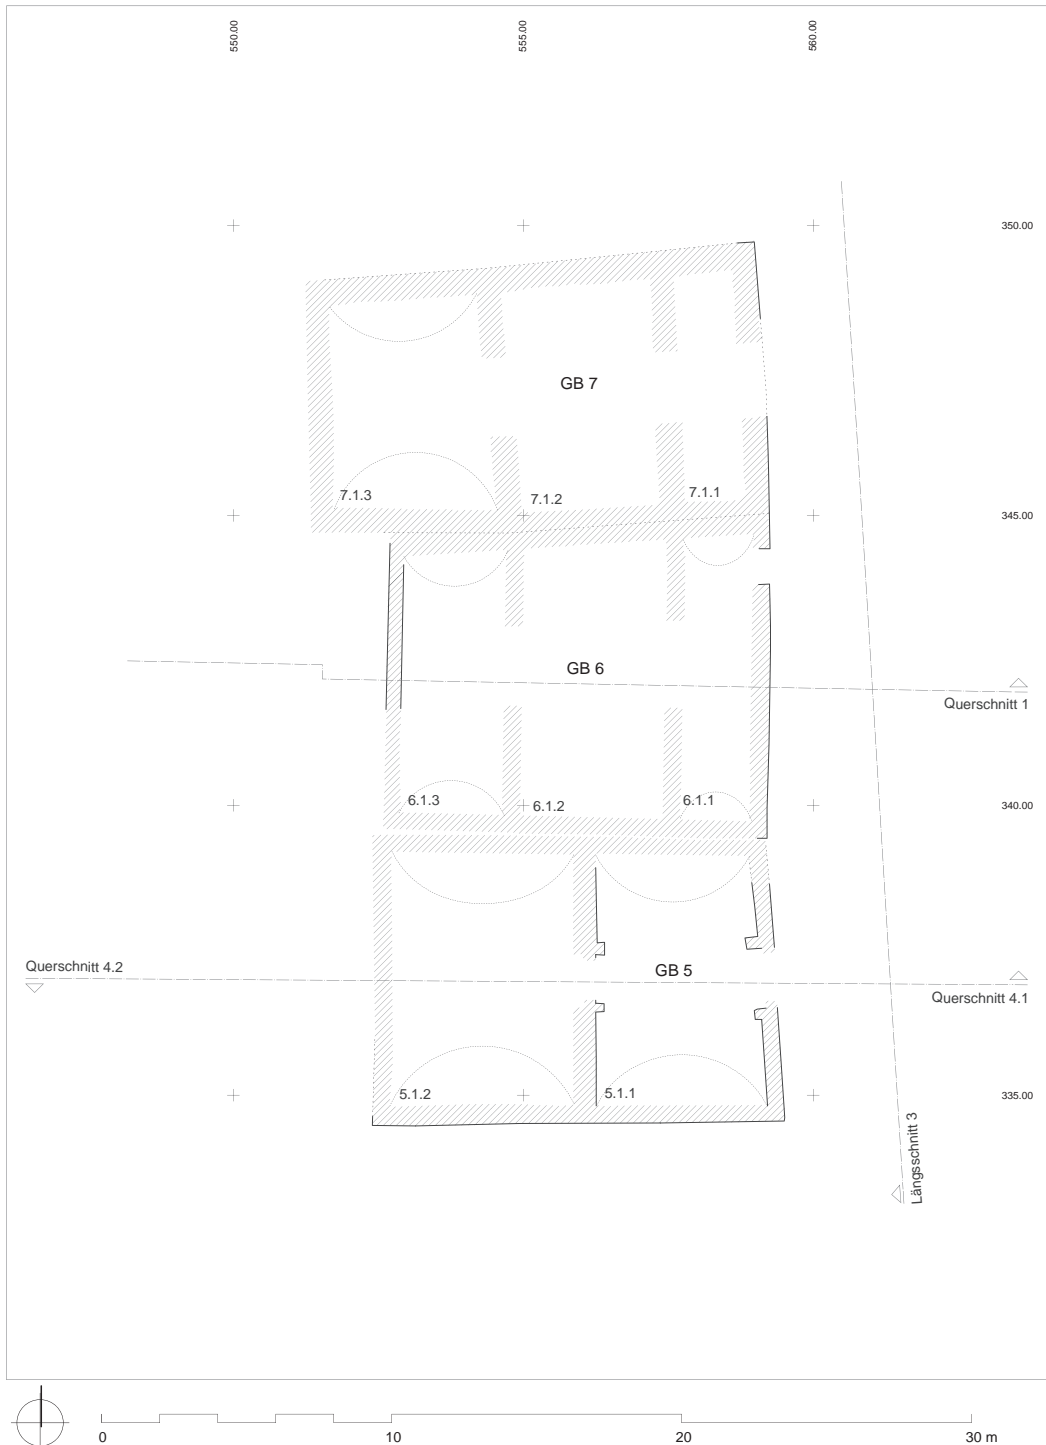 550.00
555.00
560.00
350.00
GB 7
7.1.3
7.1.2
7.1.1
345.00
GB 6
Querschnitt 1
6.1.3
6.1.2
6.1.1
340.00
Querschnitt 4.2
GB 5
Querschnitt 4.1
5.1.2
5.1.1
335.00
Längsschnitt 3
0
10
20
30 m